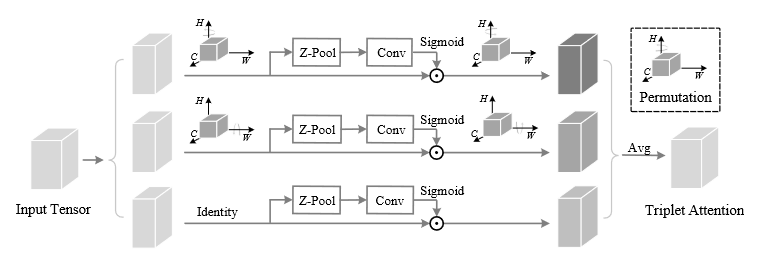 H
C
W
Z-Pool
Conv
Sigmoid
H
C
W
H
C
W
Permutation
H
C
W
Z-Pool
Conv
Sigmoid
H
C
W
Input Tensor
Avg
Identity
Z-Pool
Conv
Sigmoid
Triplet Attention